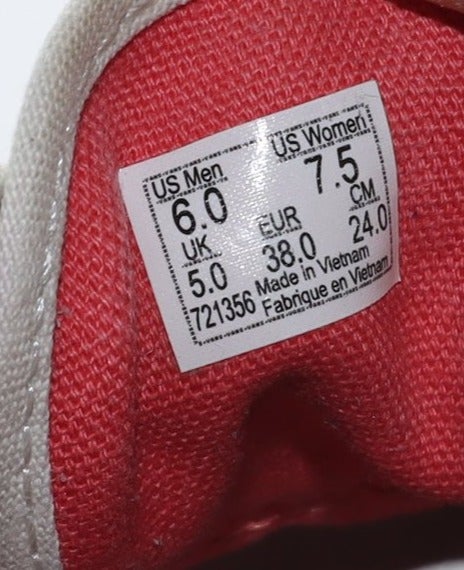 US Men US Women
6.0 7.5
UK EUR CM
5.0 38.0 24.0
721356 Made in Vietnam
Fabrique en Vietnam